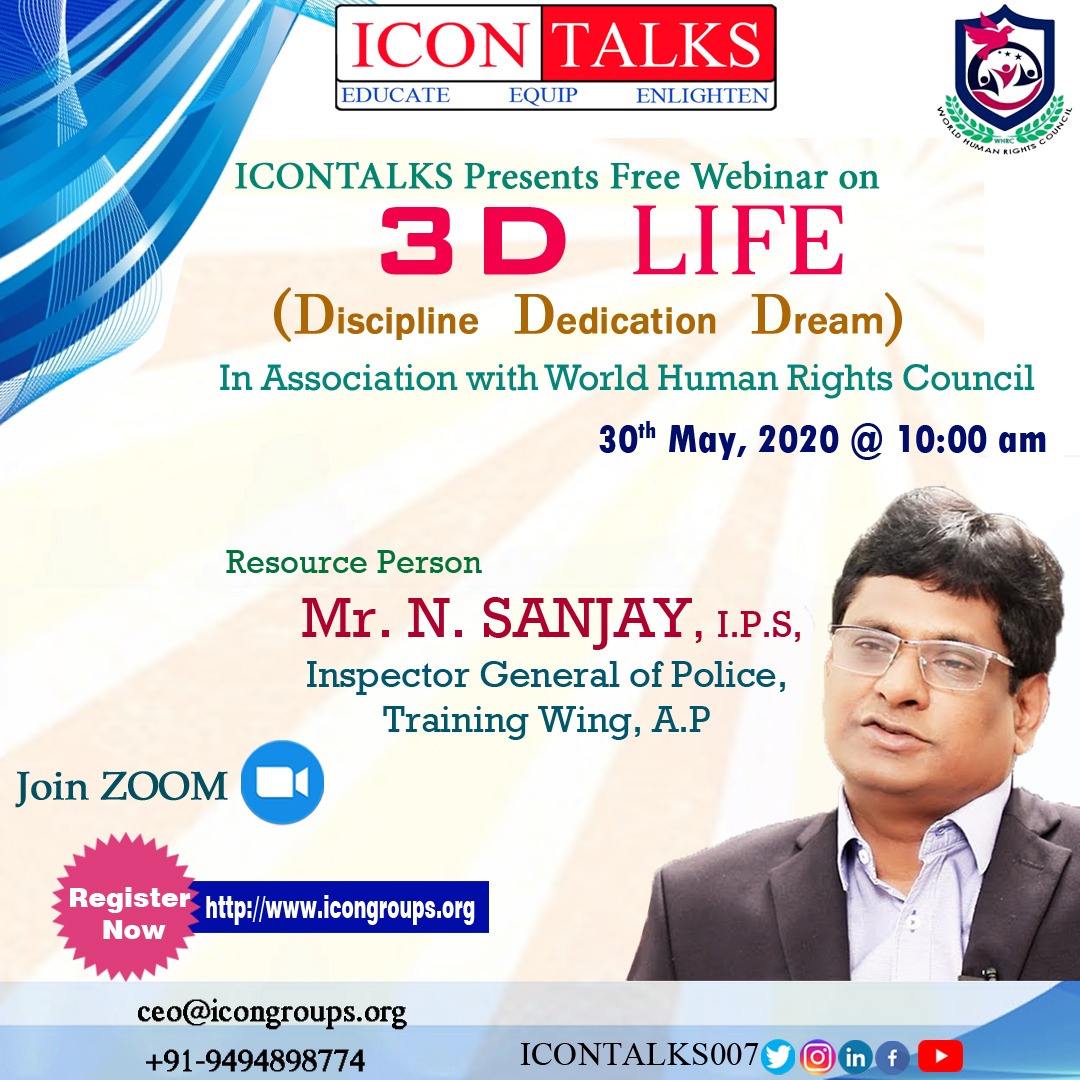 ICON TALKS
EDUCATE EQUIP ENLIGHTEN
WHRC
WORLD HUMAN RIGHTS COUNCIL
ICONTALKS Presents Free Webinar on
3D LIFE
(Discipline Dedication Dream)
In Association with World Human Rights Council
30th May, 2020 @ 10:00 am
Resource Person
Mr. N. SANJAY, I.P.S,
Inspector General of Police,
Training Wing, A.P
Join ZOOM
Register
Now
http://www.icongroups.org
ceo@icongroups.org
+91-9494898774
ICONTALKS007